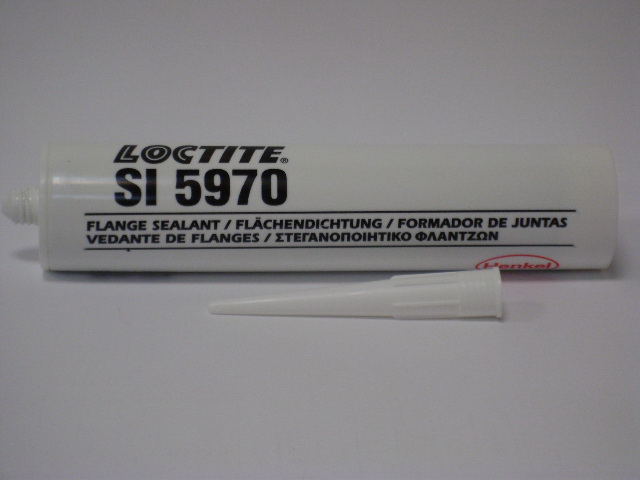 LOCTITE®
SI 5970
FLANGE SEALANT / FLÄCHENDICHTUNG / FORMADOR DE JUNTAS
VEDANTE DE FLANGES / ΣΤΕΓΑΝΟΠΟΙΗΤΙΚΟ ΦΛΑΝΤΖΩΝ
Henkel